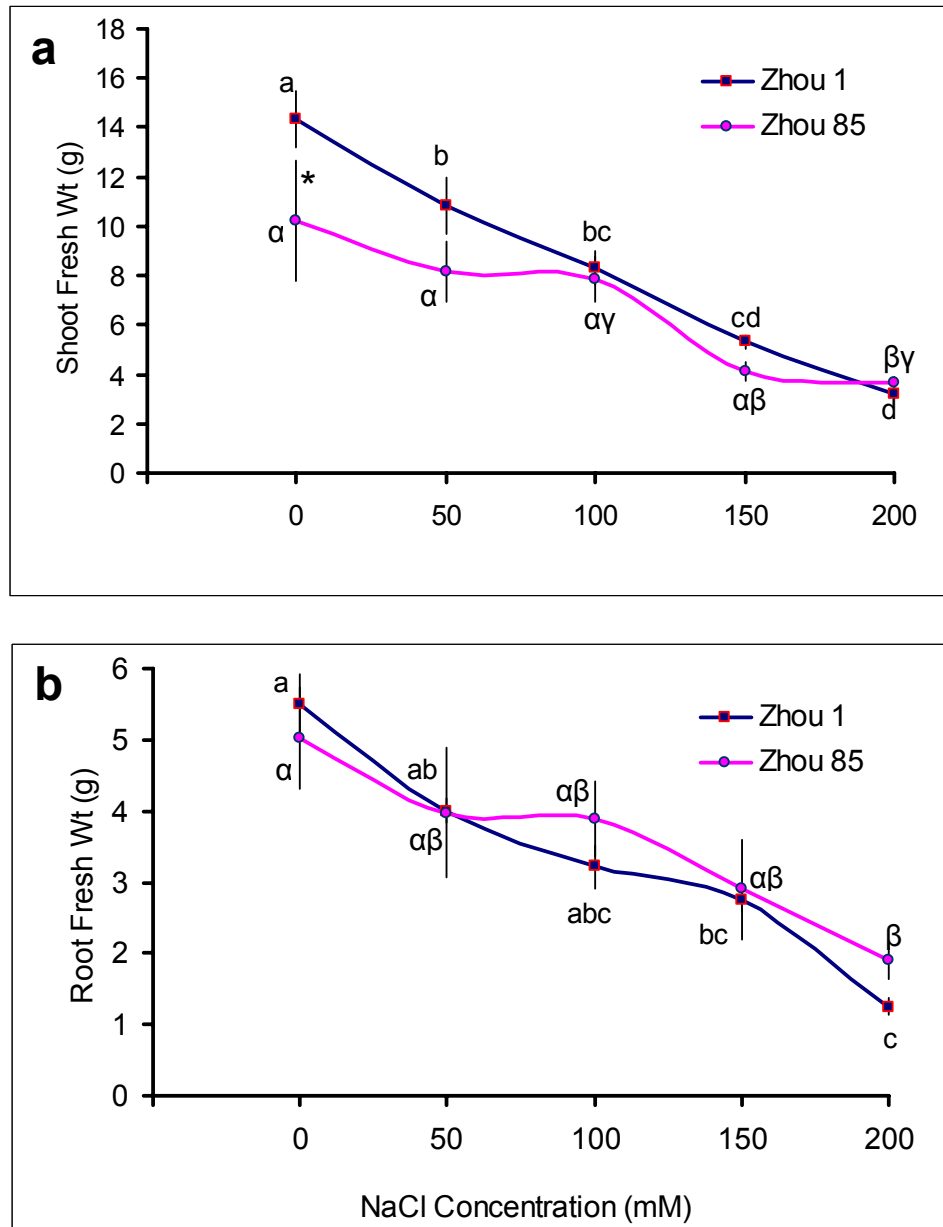 a
Shoot Fresh Wt (g)
18
16
14
12
10
8
6
4
2
0
0 50 100 150 200
Zhou 1
Zhou 85
a
b
bc
cd
d
*
α
α
αγ
αβ
βγ
b
Root Fresh Wt (g)
6
5
4
3
2
1
0
0 50 100 150 200
Zhou 1
Zhou 85
a
ab
abc
bc
c
α
αβ
αβ
αβ
β
NaCl Concentration (mM)